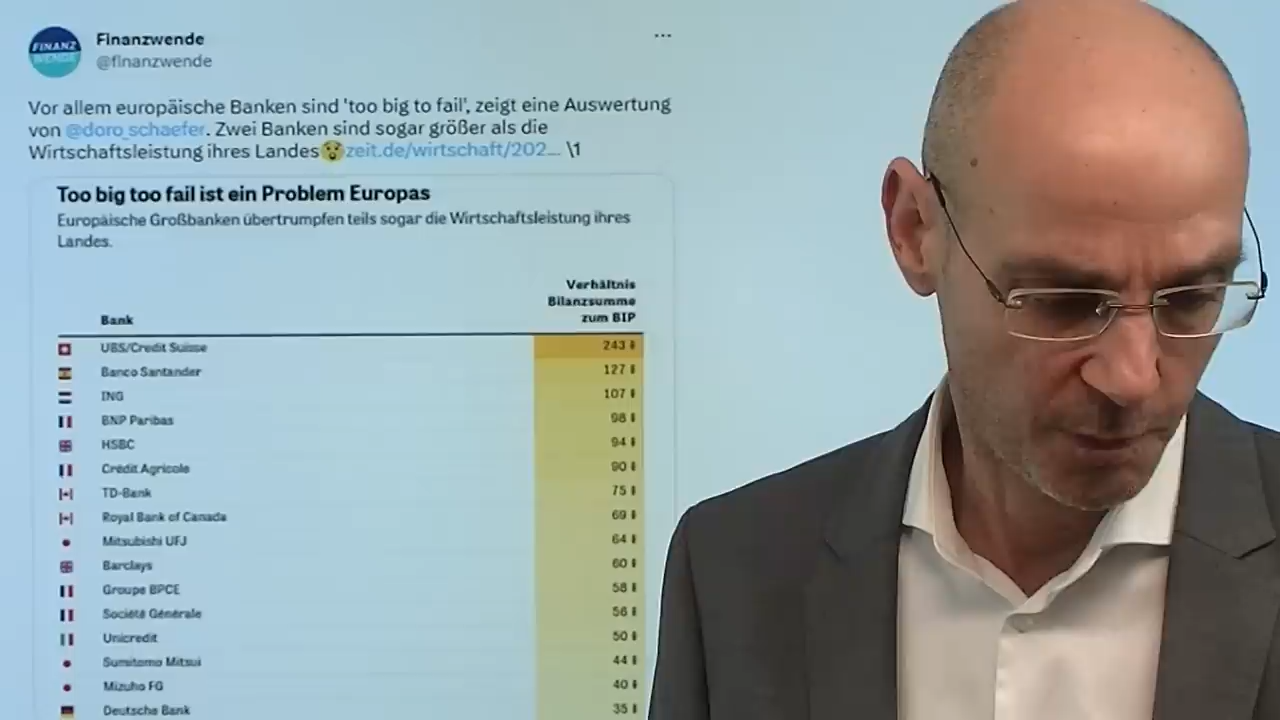 FINANZ
WENDE
Finanzwende
@finanzwende
...
Vor allem europäische Banken sind 'too big to fail', zeigt eine Auswertung
von @doro_schaefer. Zwei Banken sind sogar größer als die
Wirtschaftsleistung ihres Landes😲zeit.de/wirtschaft/202... \1
Too big too fail ist ein Problem Europas
Europäische Großbanken übertrumpfen teils sogar die Wirtschaftsleistung ihres
Landes.
Verhältnis
Bilanzsumme
Bank zum BIP
UBS/Credit Suisse 243
Banco Santander 127
ING 107
BNP Paribas 98
HSBC 94
Crédit Agricole 90
TD-Bank 75
Royal Bank of Canada 69
Mitsubishi UFJ 64
Barclays 60
Groupe BPCE 58
Société Générale 56
Unicredit 50
Sumitomo Mitsui 44
Mizuho FG 40
Deutsche Bank 35